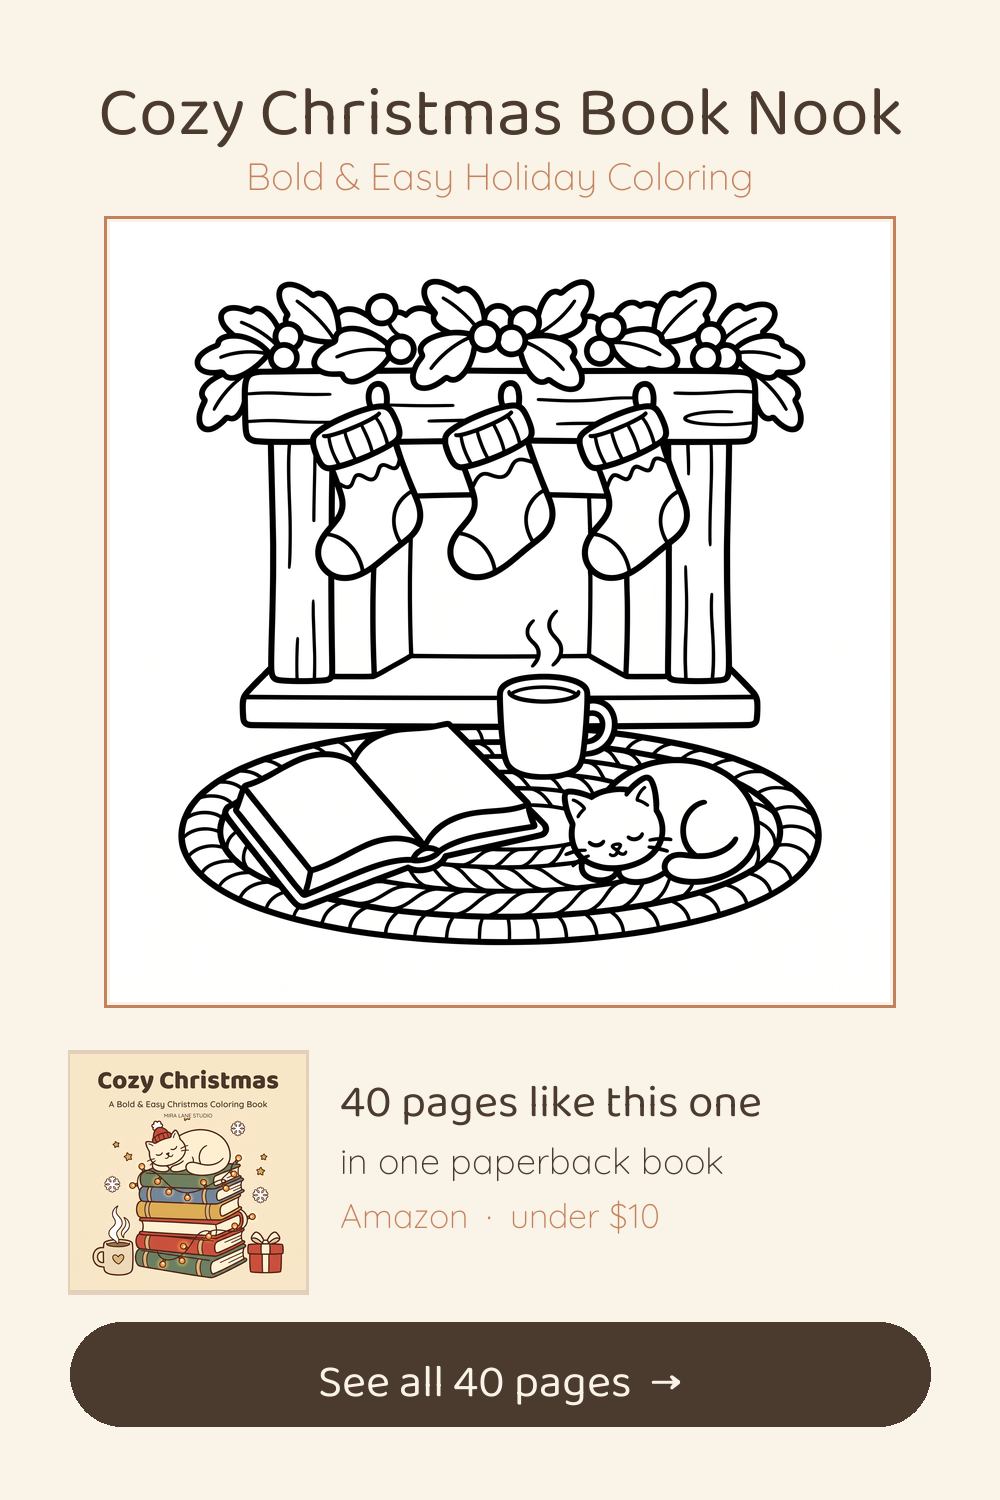 Cozy Christmas Book Nook
Bold & Easy Holiday Coloring
Cozy Christmas
A Bold & Easy Christmas Coloring Book
MIRA LANE STUDIO
40 pages like this one
in one paperback book
Amazon · under $10
See all 40 pages →